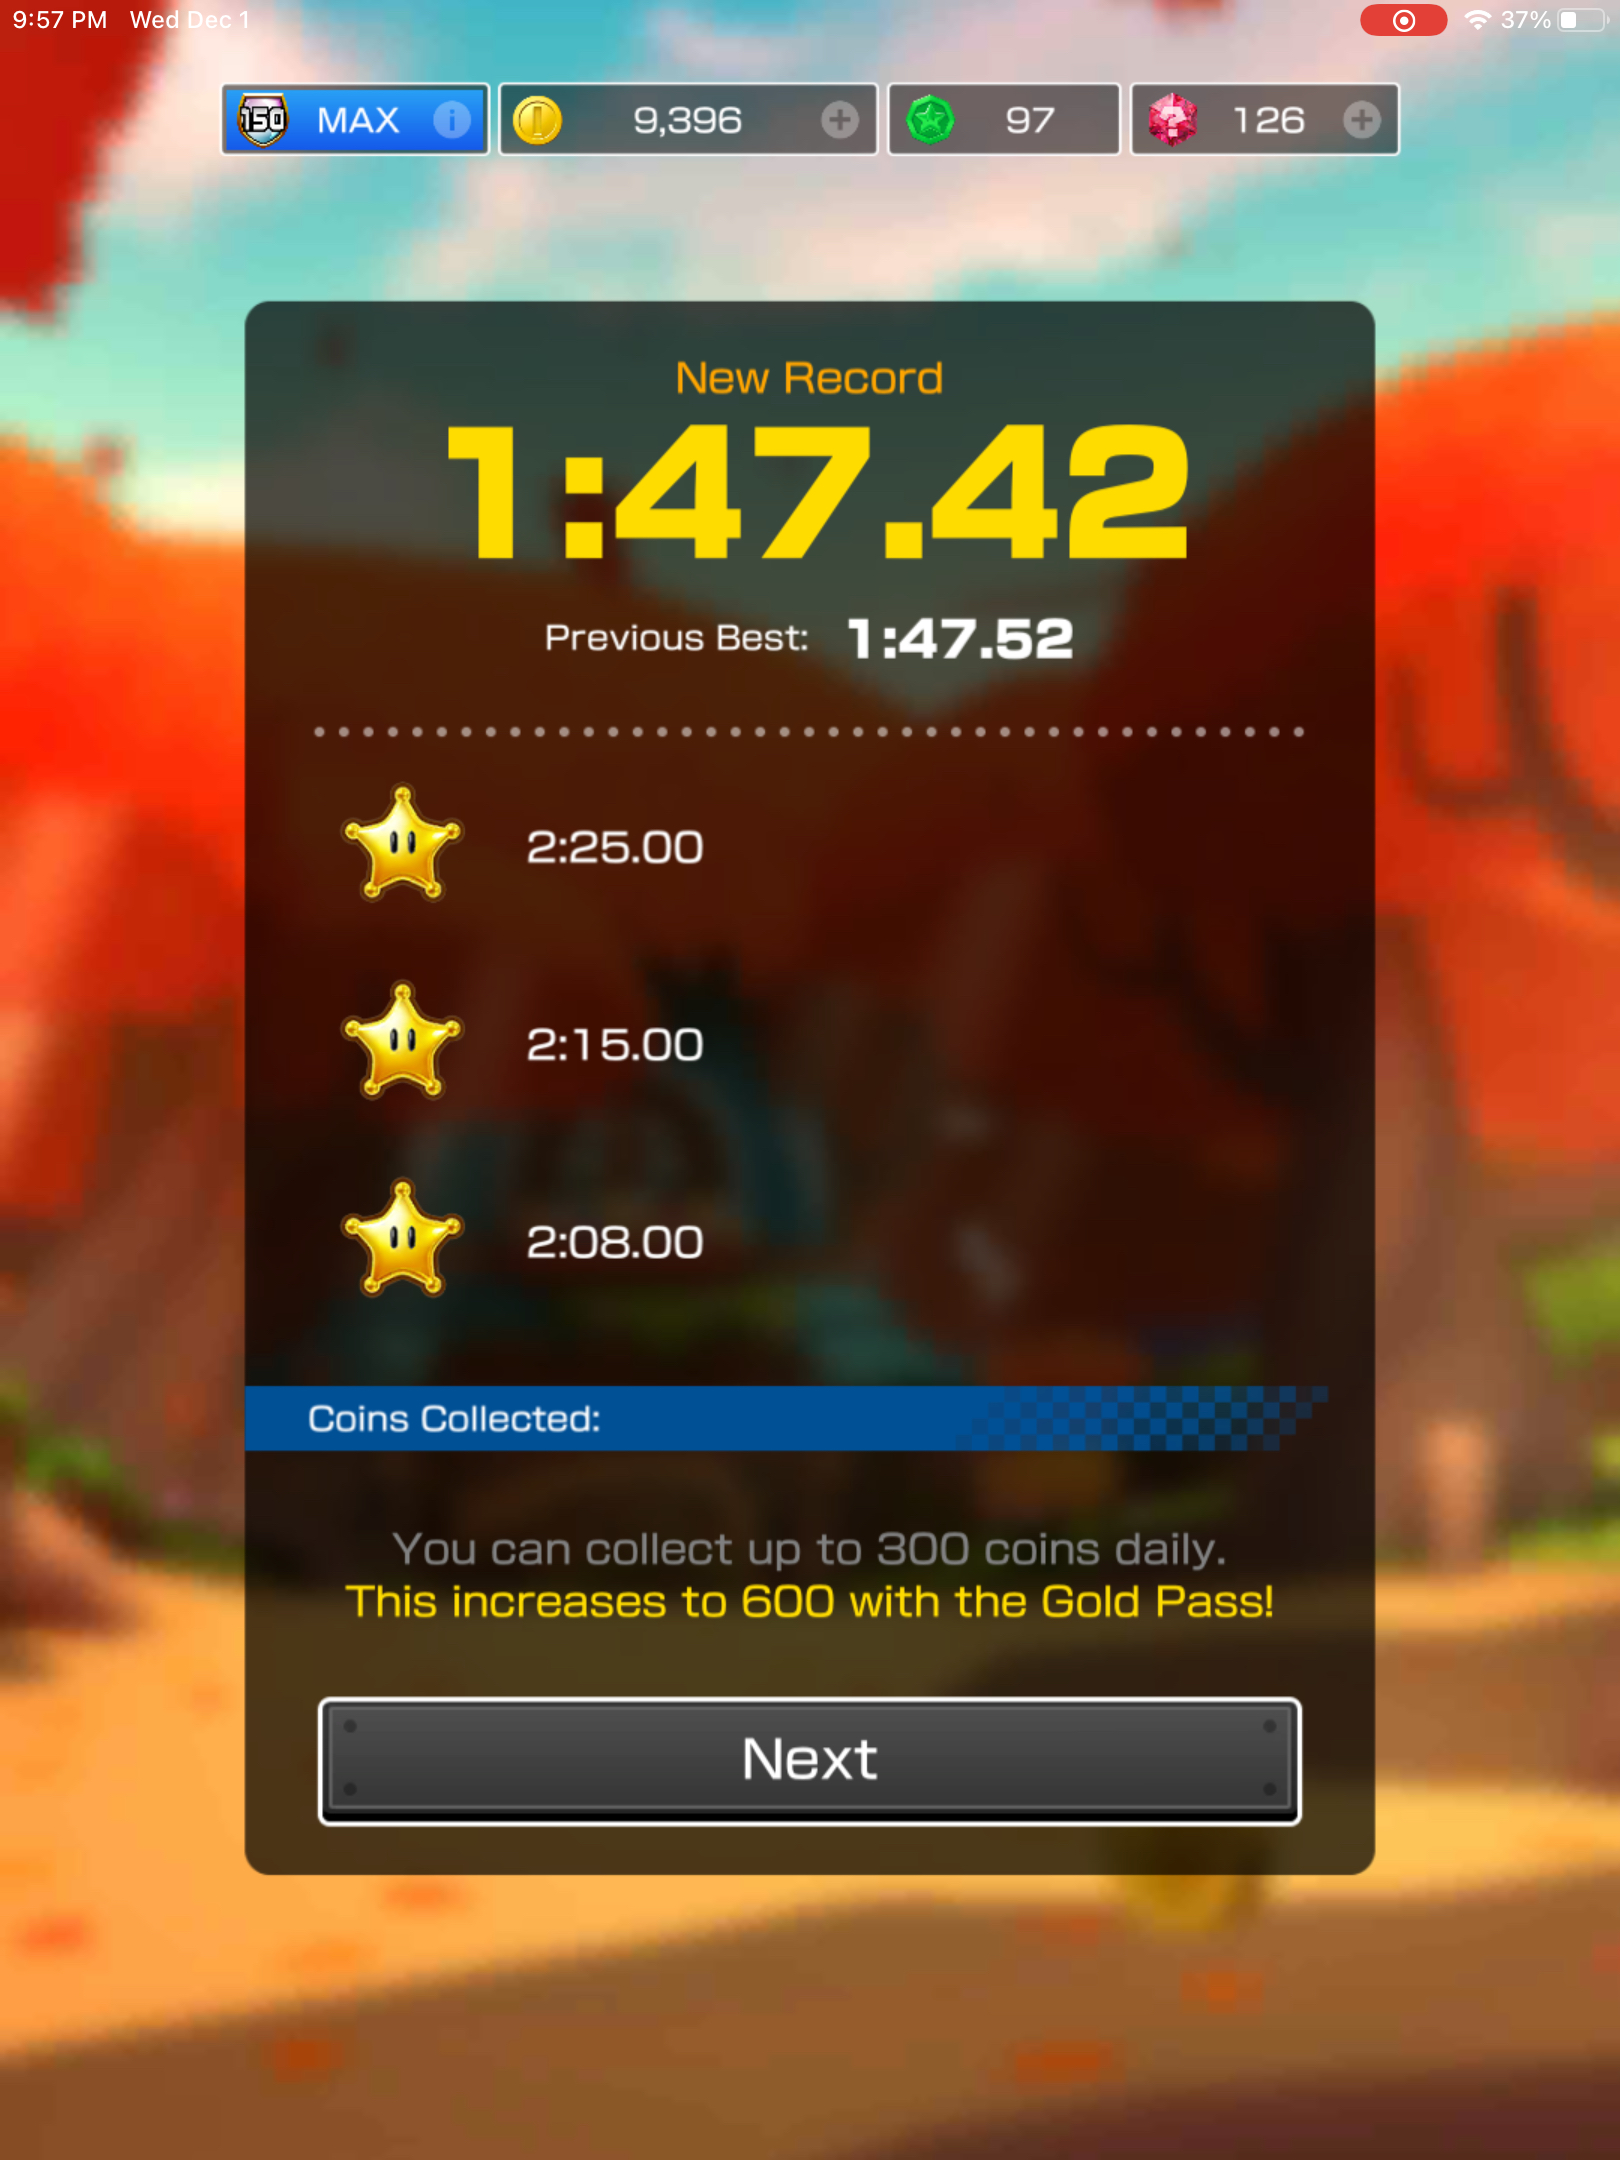 9:57 PM Wed Dec 1 37%
150 MAX i 9,396 + 97 ? 126 +
New Record
1:47.42
Previous Best: 1:47.52
2:25.00
2:15.00
2:08.00
Coins Collected:
You can collect up to 300 coins daily.
This increases to 600 with the Gold Pass!
Next